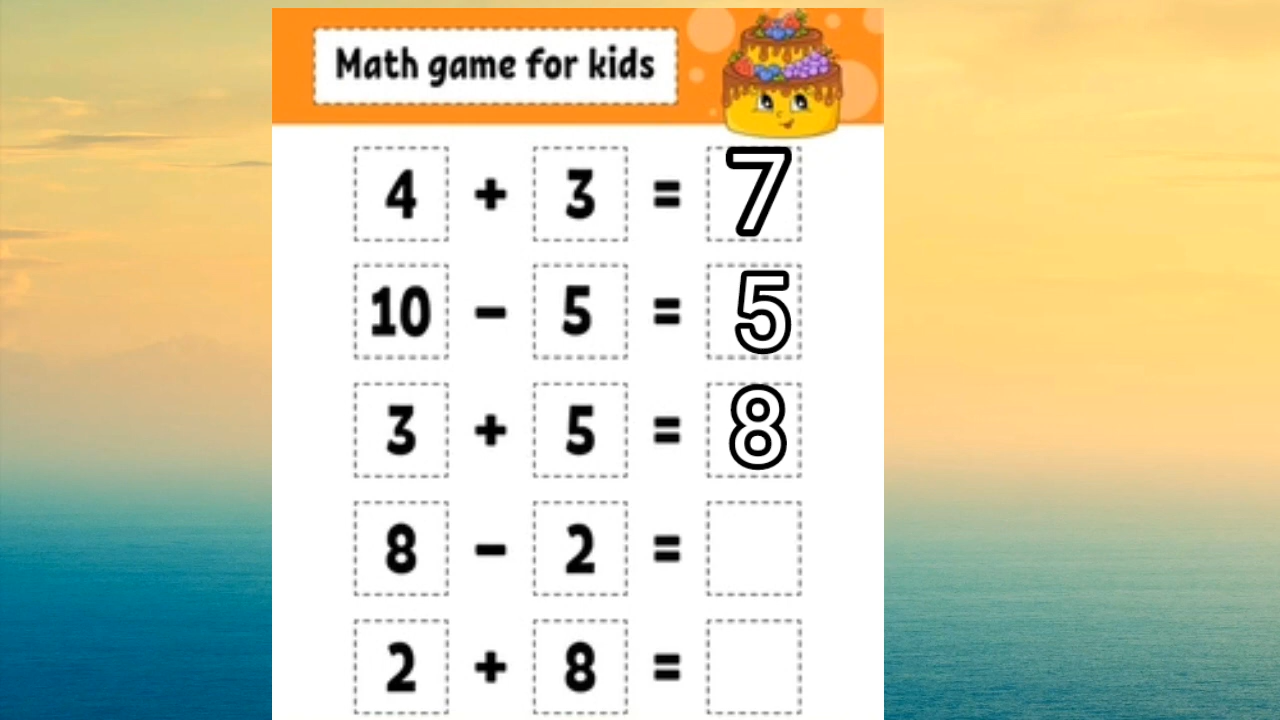 Math game for kids
4 + 3 = 7
10 - 5 = 5
3 + 5 = 8
8 - 2 =
2 + 8 =